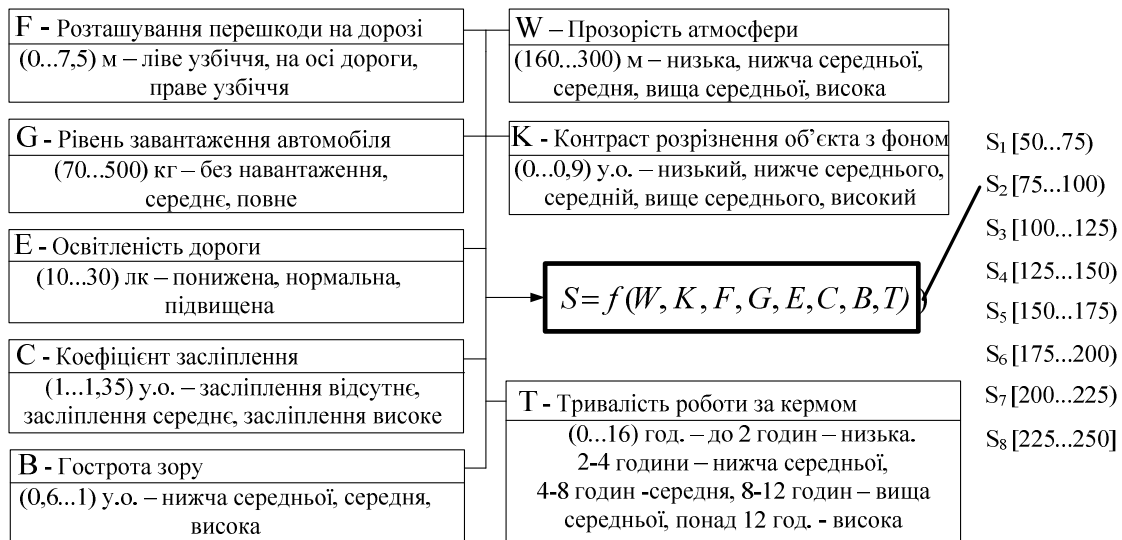 F - Розташування перешкоди на дорозі
(0...7,5) м – ліве узбіччя, на осі дороги,
праве узбіччя
G - Рівень завантаження автомобіля
(70...500) кг – без навантаження,
середнє, повне
E - Освітленість дороги
(10...30) лк – понижена, нормальна,
підвищена
C - Коефіцієнт засліплення
(1...1,35) у.о. – засліплення відсутнє,
засліплення середнє, засліплення високе
B - Гострота зору
(0,6...1) у.о. – нижча середньої, середня,
висока
W – Прозорість атмосфери
(160...300) м – низька, нижча середньої,
середня, вища середньої, висока
K - Контраст розрізнення об’єкта з фоном
(0...0,9) у.о. – низький, нижче середнього,
середній, вище середнього, високий
S = f(W, K, F, G, E, C, B, T) )
T - Тривалість роботи за кермом
(0...16) год. – до 2 годин – низька.
2-4 години – нижча середньої,
4-8 годин -середня, 8-12 годин – вища
середньої, понад 12 год. - висока
S₁ [50...75)
S₂ [75...100)
S₃ [100...125)
S₄ [125...150)
S₅ [150...175)
S₆ [175...200)
S₇ [200...225)
S₈ [225...250]